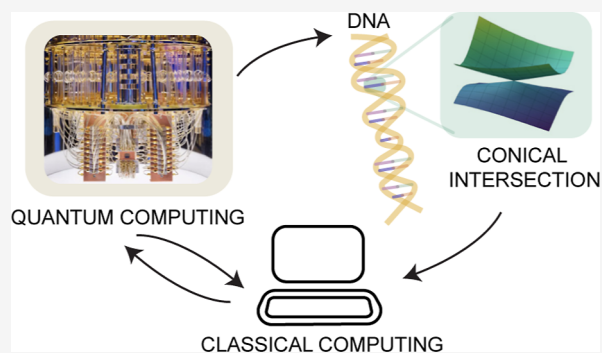 DNA
CONICAL
INTERSECTION
QUANTUM COMPUTING
CLASSICAL COMPUTING